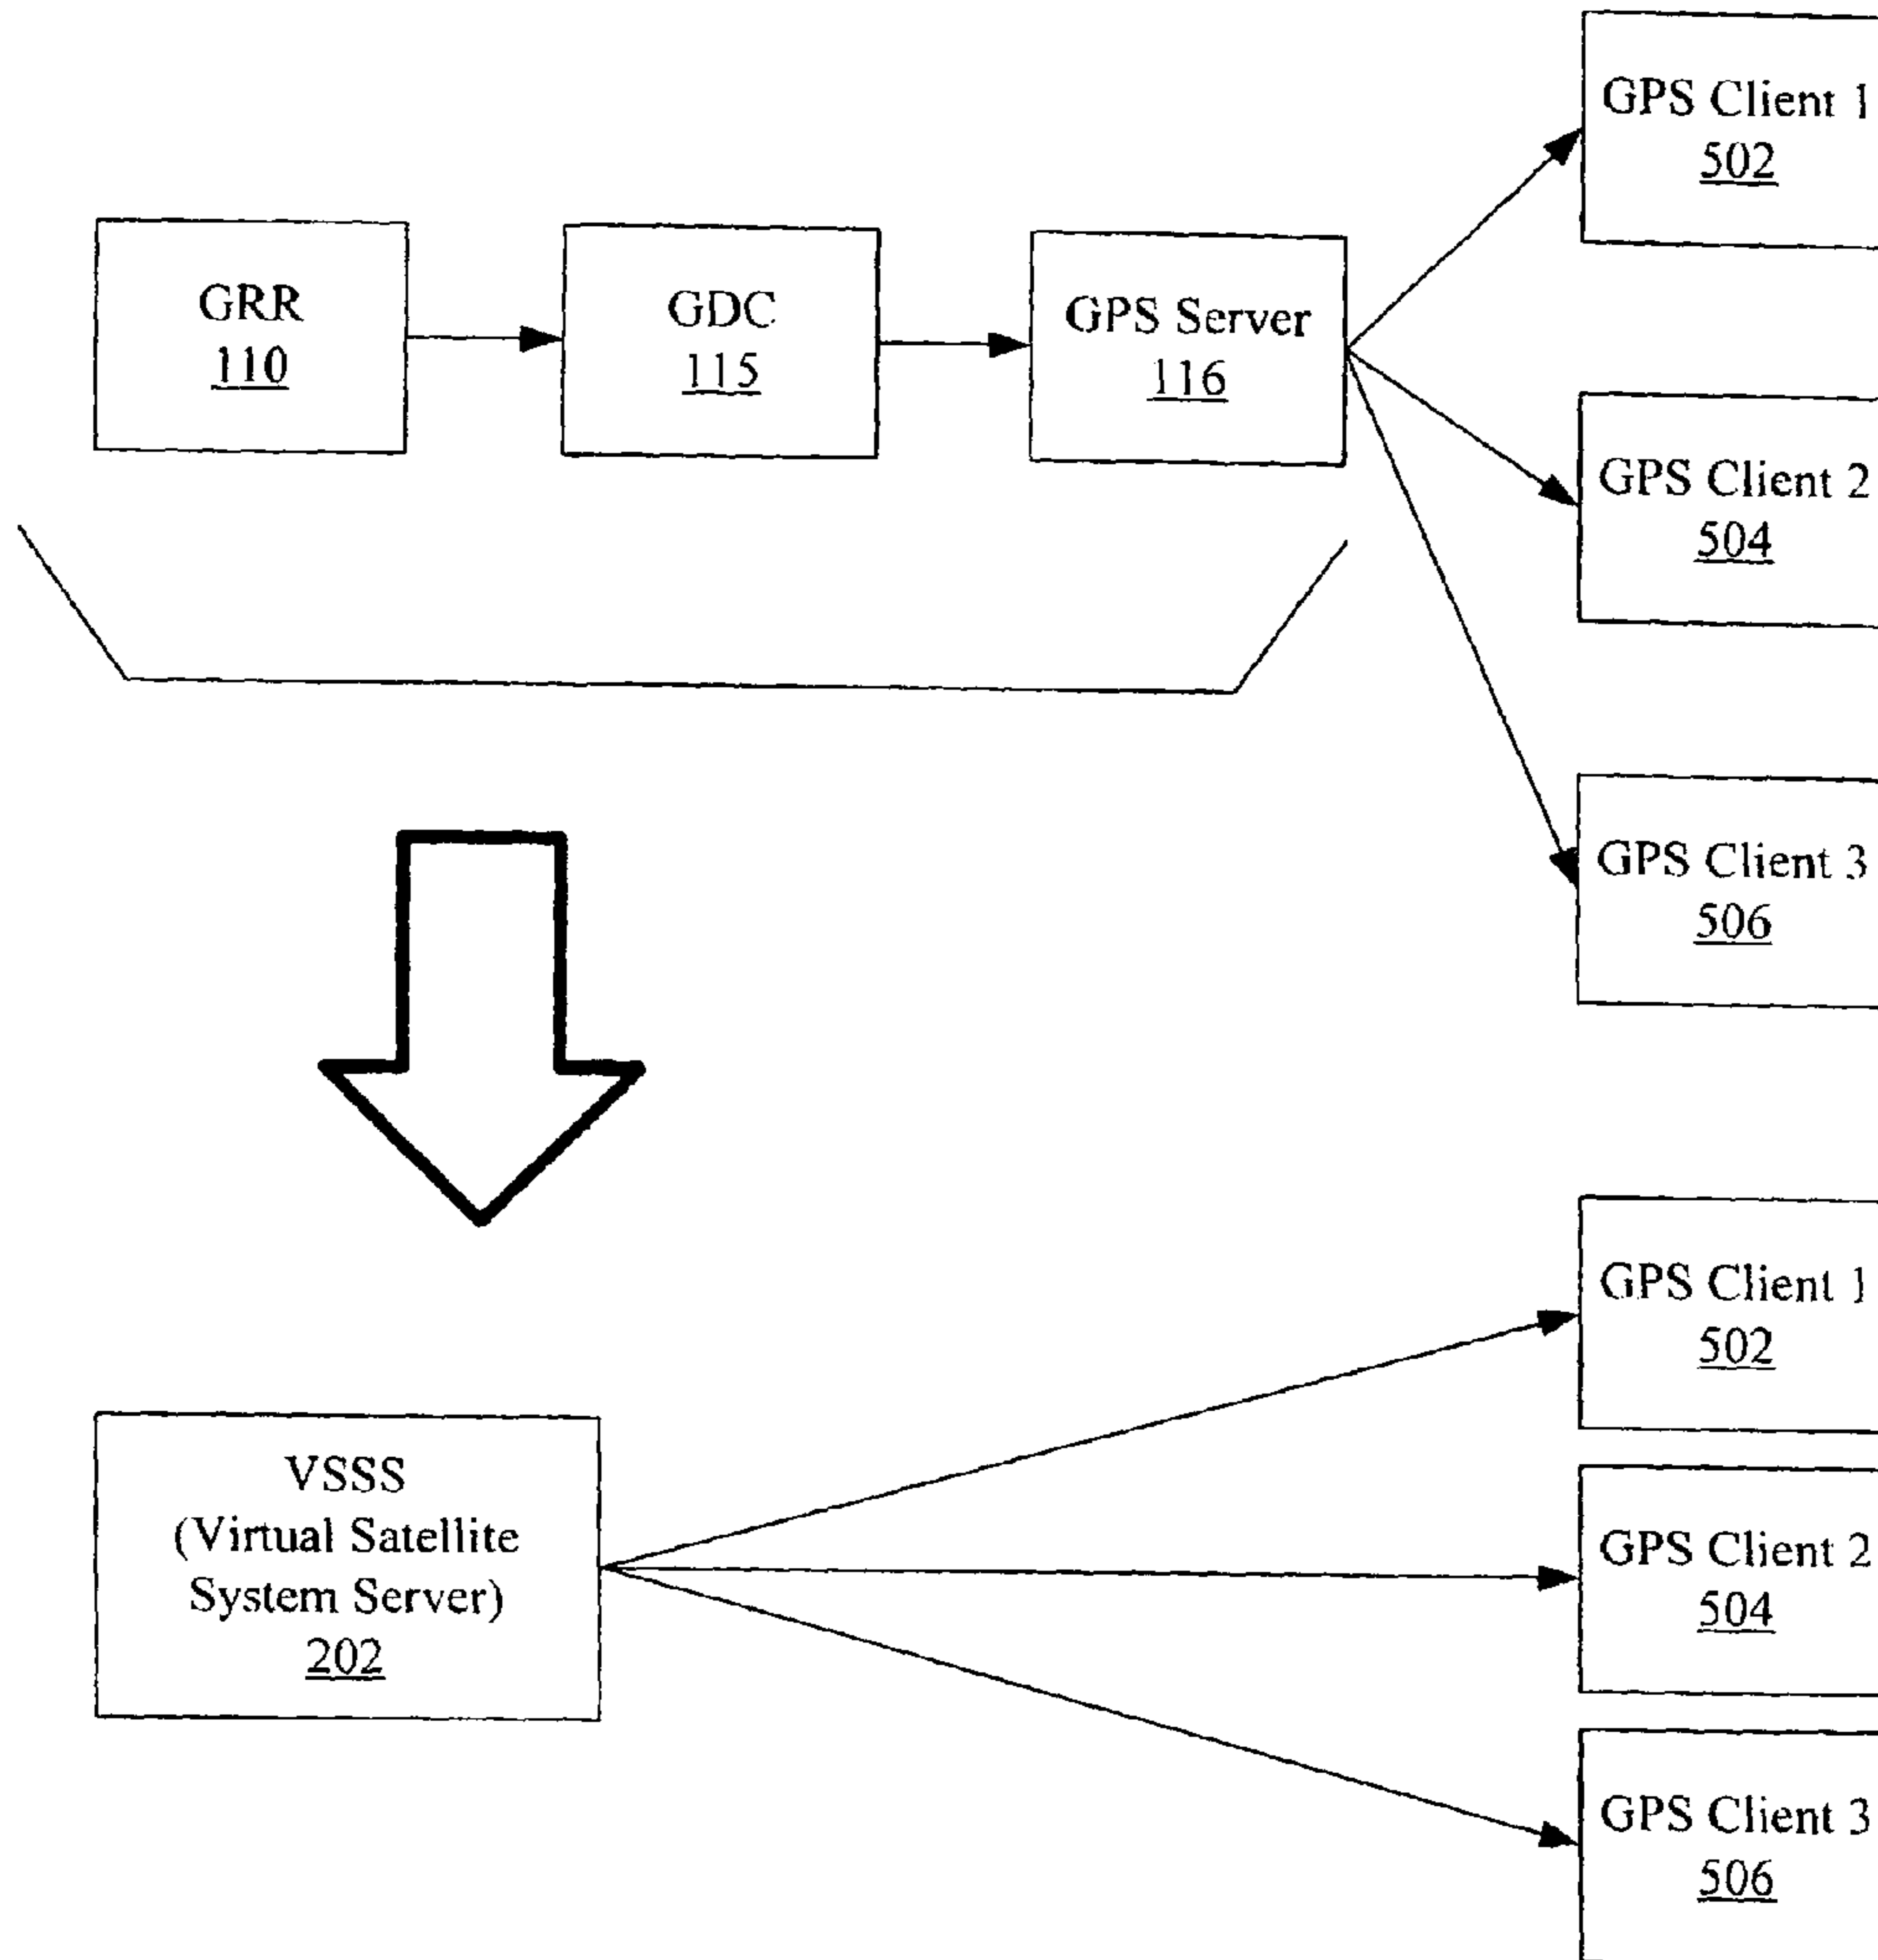 GPS Client 1
502
GRR
110
GDC
115
GPS Server
116
GPS Client 2
504
GPS Client 3
506
GPS Client 1
502
VSSS
(Virtual Satellite
System Server)
202
GPS Client 2
504
GPS Client 3
506